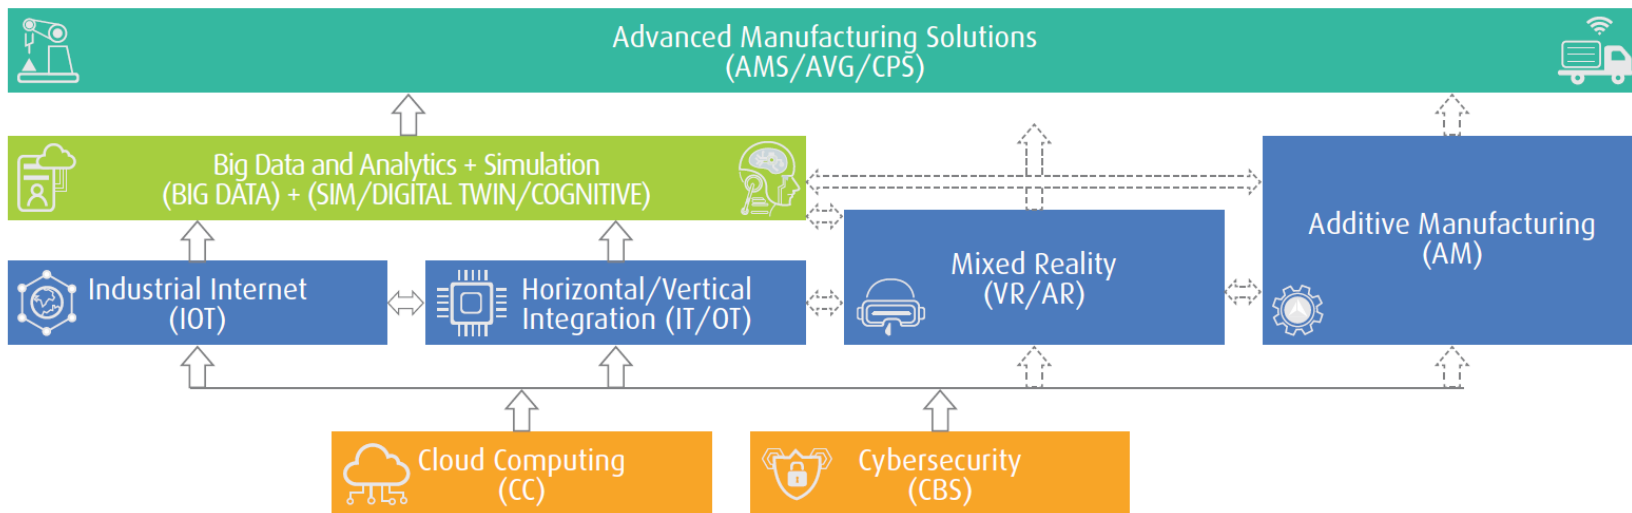 Advanced Manufacturing Solutions
(AMS/AVG/CPS)
Big Data and Analytics + Simulation
(BIG DATA) + (SIM/DIGITAL TWIN/COGNITIVE)
Industrial Internet
(IOT)
Horizontal/Vertical
Integration (IT/OT)
Mixed Reality
(VR/AR)
Additive Manufacturing
(AM)
Cloud Computing
(CC)
Cybersecurity
(CBS)